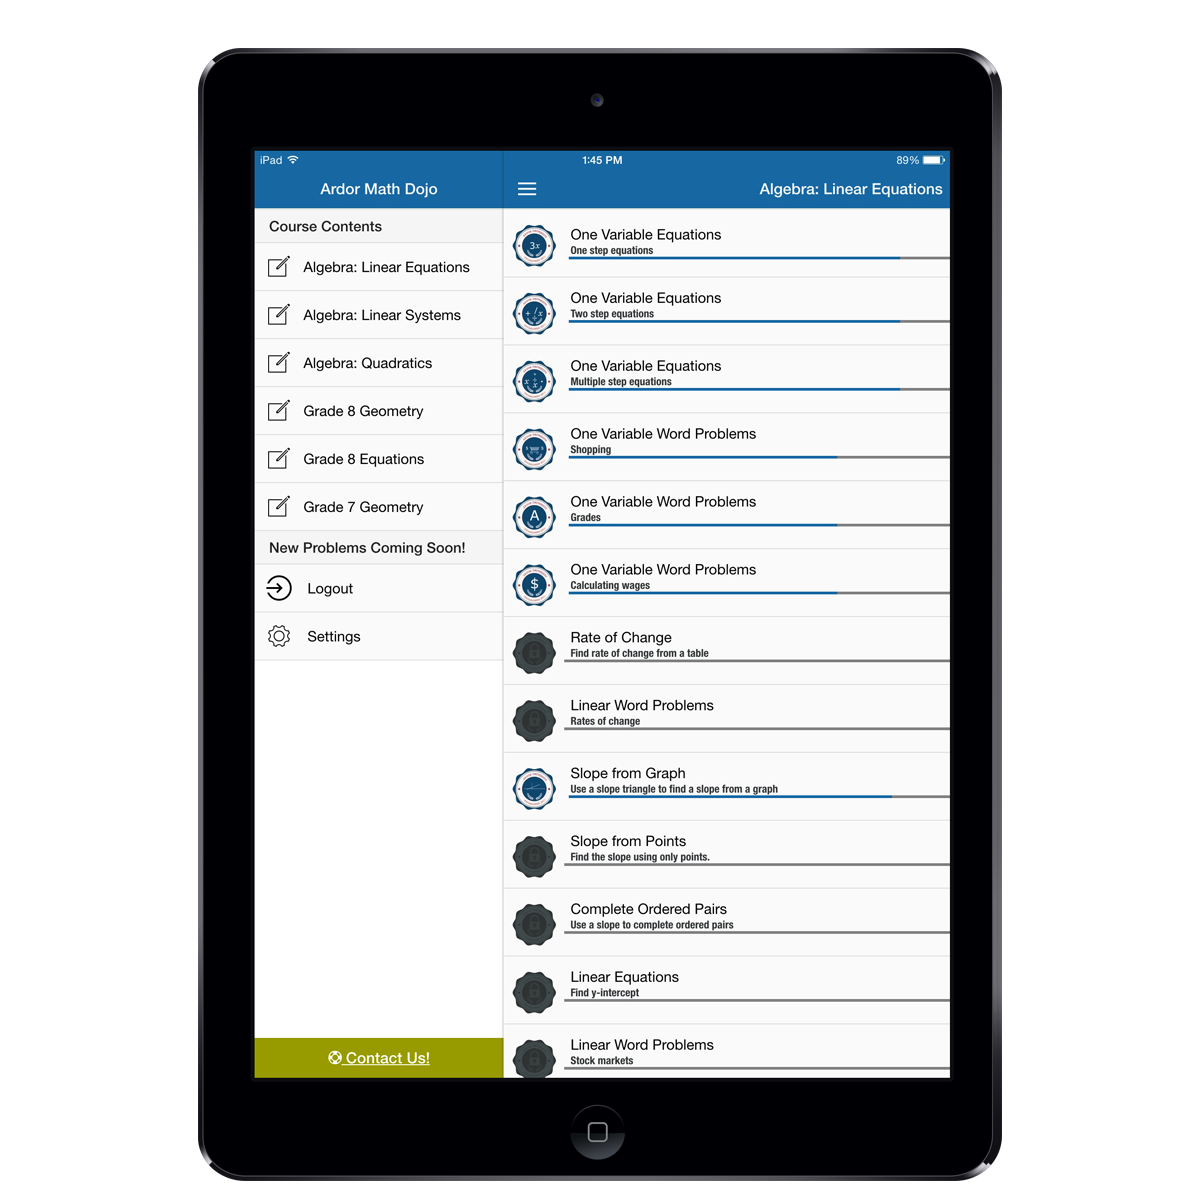 iPad
1:45 PM
89%
Ardor Math Dojo
Algebra: Linear Equations
Course Contents
Algebra: Linear Equations
Algebra: Linear Systems
Algebra: Quadratics
Grade 8 Geometry
Grade 8 Equations
Grade 7 Geometry
New Problems Coming Soon!
Logout
Settings
Contact Us!
3x
One Variable Equations
One step equations
One Variable Equations
Two step equations
One Variable Equations
Multiple step equations
One Variable Word Problems
Shopping
A
One Variable Word Problems
Grades
$
One Variable Word Problems
Calculating wages
Rate of Change
Find rate of change from a table
Linear Word Problems
Rates of change
Slope from Graph
Use a slope triangle to find a slope from a graph
Slope from Points
Find the slope using only points.
Complete Ordered Pairs
Use a slope to complete ordered pairs
Linear Equations
Find y-intercept
Linear Word Problems
Stock markets